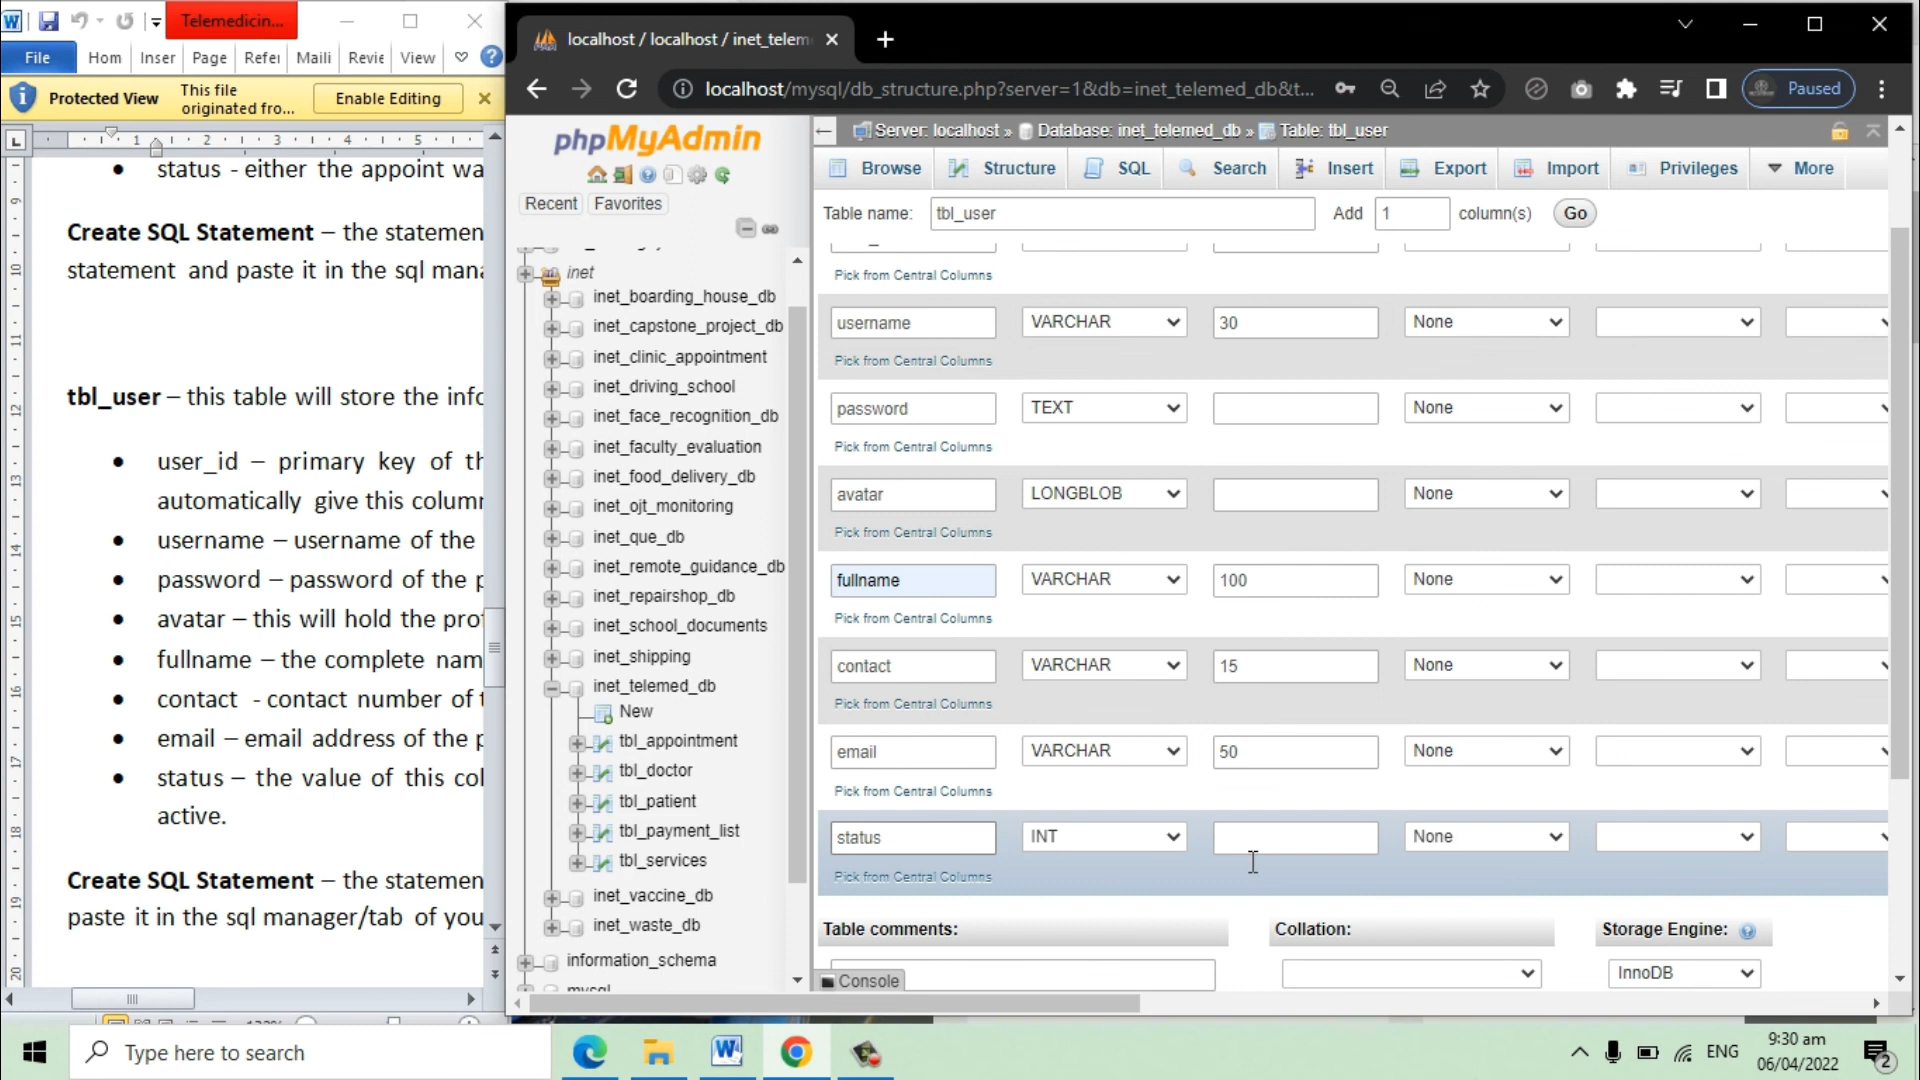 Telemedicin...
File
Hom
Inser
Page
Refer
Maili
Revie
View
Protected View
This file
originated fro...
Enable Editing
status - either the appoint wa
Create SQL Statement – the statemen
statement and paste it in the sql mana
tbl_user – this table will store the info
user_id – primary key of th
automatically give this column
username – username of the
password – password of the p
avatar – this will hold the prof
fullname – the complete nam
contact - contact number of t
email – email address of the p
status – the value of this col
active.
Create SQL Statement – the statemen
paste it in the sql manager/tab of you
localhost / localhost / inet_telem
localhost/mysql/db_structure.php?server=1&db=inet_telemed_db&t...
Paused
phpMyAdmin
Recent
Favorites
inet
inet_boarding_house_db
inet_capstone_project_db
inet_clinic_appointment
inet_driving_school
inet_face_recognition_db
inet_faculty_evaluation
inet_food_delivery_db
inet_ojt_monitoring
inet_que_db
inet_remote_guidance_db
inet_repairshop_db
inet_school_documents
inet_shipping
inet_telemed_db
New
tbl_appointment
tbl_doctor
tbl_patient
tbl_payment_list
tbl_services
inet_vaccine_db
inet_waste_db
information_schema
mysql
Server: localhost » Database: inet_telemed_db » Table: tbl_user
Browse
Structure
SQL
Search
Insert
Export
Import
Privileges
More
Table name: tbl_user Add 1 column(s) Go
Pick from Central Columns
username VARCHAR 30 None
Pick from Central Columns
password TEXT None
Pick from Central Columns
avatar LONGBLOB None
Pick from Central Columns
fullname VARCHAR 100 None
Pick from Central Columns
contact VARCHAR 15 None
Pick from Central Columns
email VARCHAR 50 None
Pick from Central Columns
status INT None
Pick from Central Columns
Table comments: Collation: Storage Engine:
InnoDB
Console
Type here to search
ENG
9:30 am
06/04/2022
2